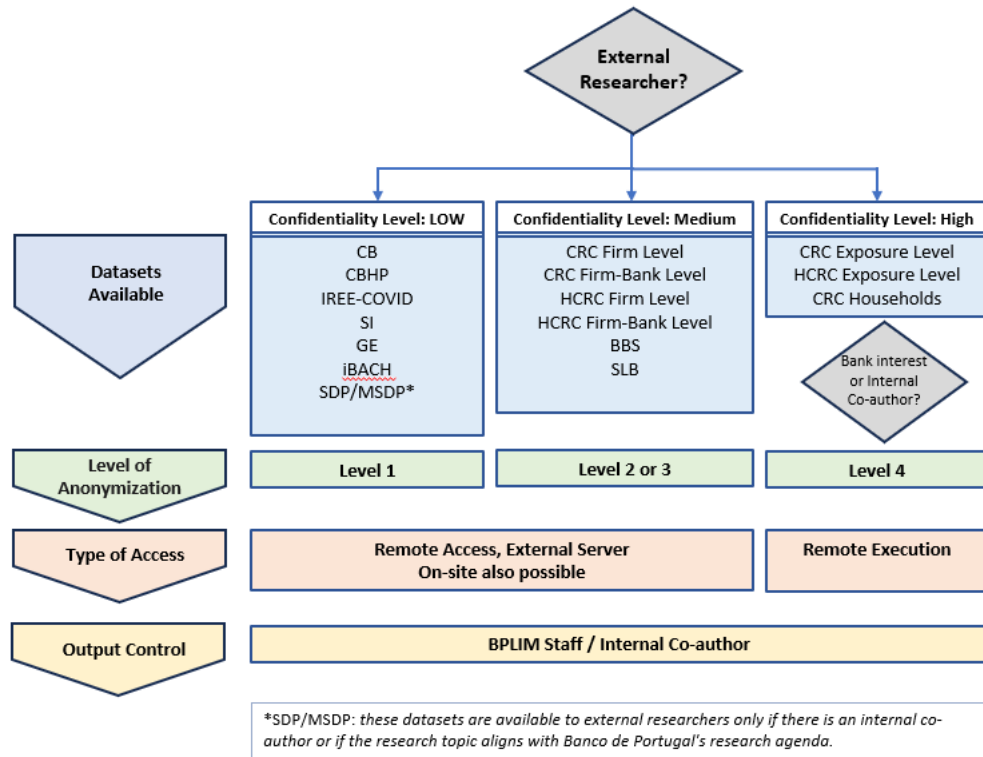 External
Researcher?
Confidentiality Level: LOW
Confidentiality Level: Medium
Confidentiality Level: High
Datasets
Available
CB
CBHP
IREE-COVID
SI
GE
iBACH
SDP/MSDP*
CRC Firm Level
CRC Firm-Bank Level
HCRC Firm Level
HCRC Firm-Bank Level
BBS
SLB
CRC Exposure Level
HCRC Exposure Level
CRC Households
Bank interest
or Internal
Co-author?
Level of
Anonymization
Level 1
Level 2 or 3
Level 4
Type of Access
Remote Access, External Server
On-site also possible
Remote Execution
Output Control
BPLIM Staff / Internal Co-author
*SDP/MSDP: these datasets are available to external researchers only if there is an internal co-
author or if the research topic aligns with Banco de Portugal's research agenda.